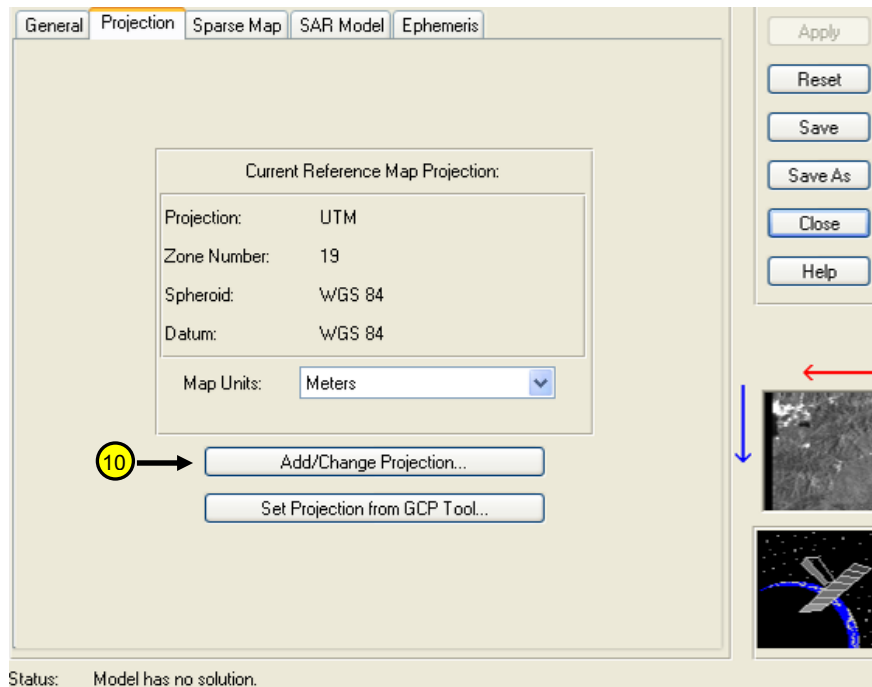 General Projection Sparse Map SAR Model Ephemeris
Current Reference Map Projection:
Projection: UTM
Zone Number: 19
Spheroid: WGS 84
Datum: WGS 84
Map Units: Meters
10
Add/Change Projection...
Set Projection from GCP Tool...
Apply
Reset
Save
Save As
Close
Help
Status: Model has no solution.